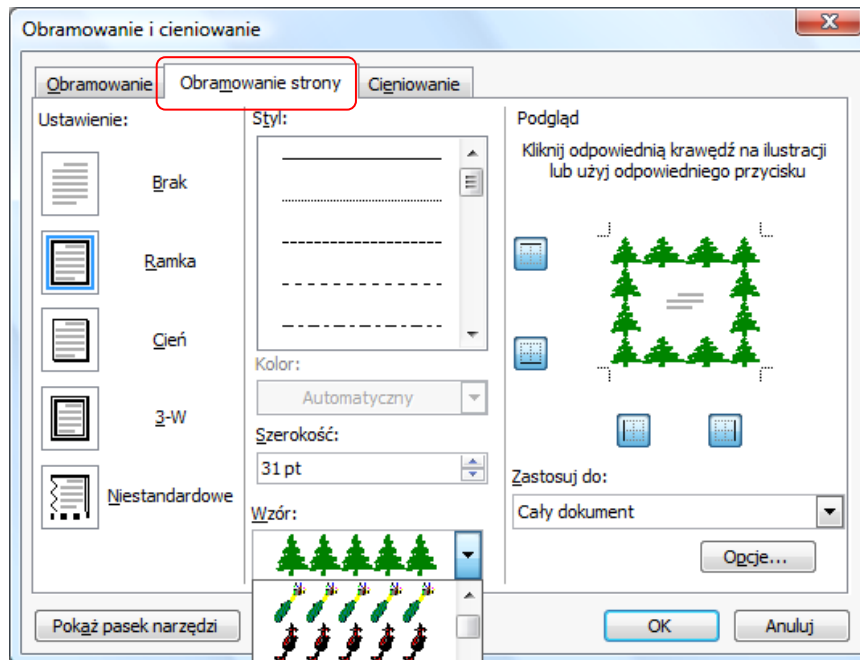 Obramowanie i cieniowanie
Obramowanie
Obramowanie strony
Cieniowanie
Ustawienie:
Brak
Ramka
Cień
3-W
Niestandardowe
Styl:
Kolor:
Automatyczny
Szerokość:
31 pt
Wzór:
Podgląd
Kliknij odpowiednią krawędź na ilustracji
lub użyj odpowiedniego przycisku
Zastosuj do:
Cały dokument
Opcje...
Pokaż pasek narzędzi
OK
Anuluj